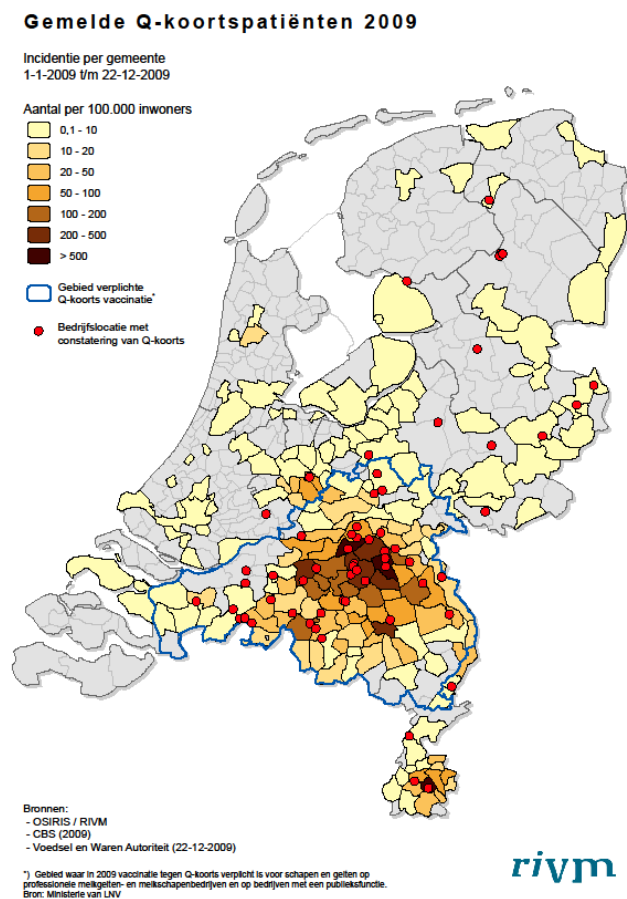 Gemelde Q-koortspatiënten 2009
Incidentie per gemeente
1-1-2009 t/m 22-12-2009
Aantal per 100.000 inwoners
0,1 - 10
10 - 20
20 - 50
50 - 100
100 - 200
200 - 500
> 500
Gebied verplichte
Q-koorts vaccinatie*
Bedrijfslocatie met
constatering van Q-koorts
Bronnen:
- OSIRIS / RIVM
- CBS (2009)
- Voedsel en Waren Autoriteit (22-12-2009)
*) Gebied waar in 2009 vaccinatie tegen Q-koorts verplicht is voor schapen en geiten op
professionele melkgeiten- en melkschapenbedrijven en op bedrijven met een publieksfunctie.
Bron: Ministerie van LNV
rivm